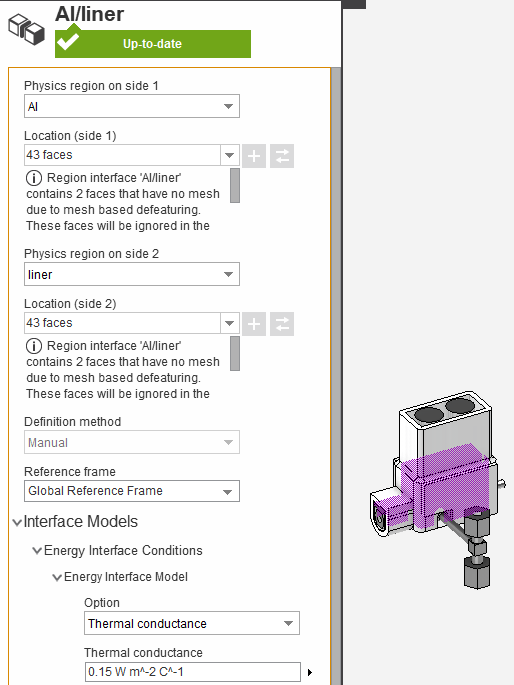 Al/liner
Up-to-date
Physics region on side 1
Al
Location (side 1)
43 faces
Region interface 'Al/liner'
contains 2 faces that have no mesh
due to mesh based defeaturing.
These faces will be ignored in the
Physics region on side 2
liner
Location (side 2)
43 faces
Region interface 'Al/liner'
contains 2 faces that have no mesh
due to mesh based defeaturing.
These faces will be ignored in the
Definition method
Manual
Reference frame
Global Reference Frame
Interface Models
Energy Interface Conditions
Energy Interface Model
Option
Thermal conductance
Thermal conductance
0.15 W m^-2 C^-1